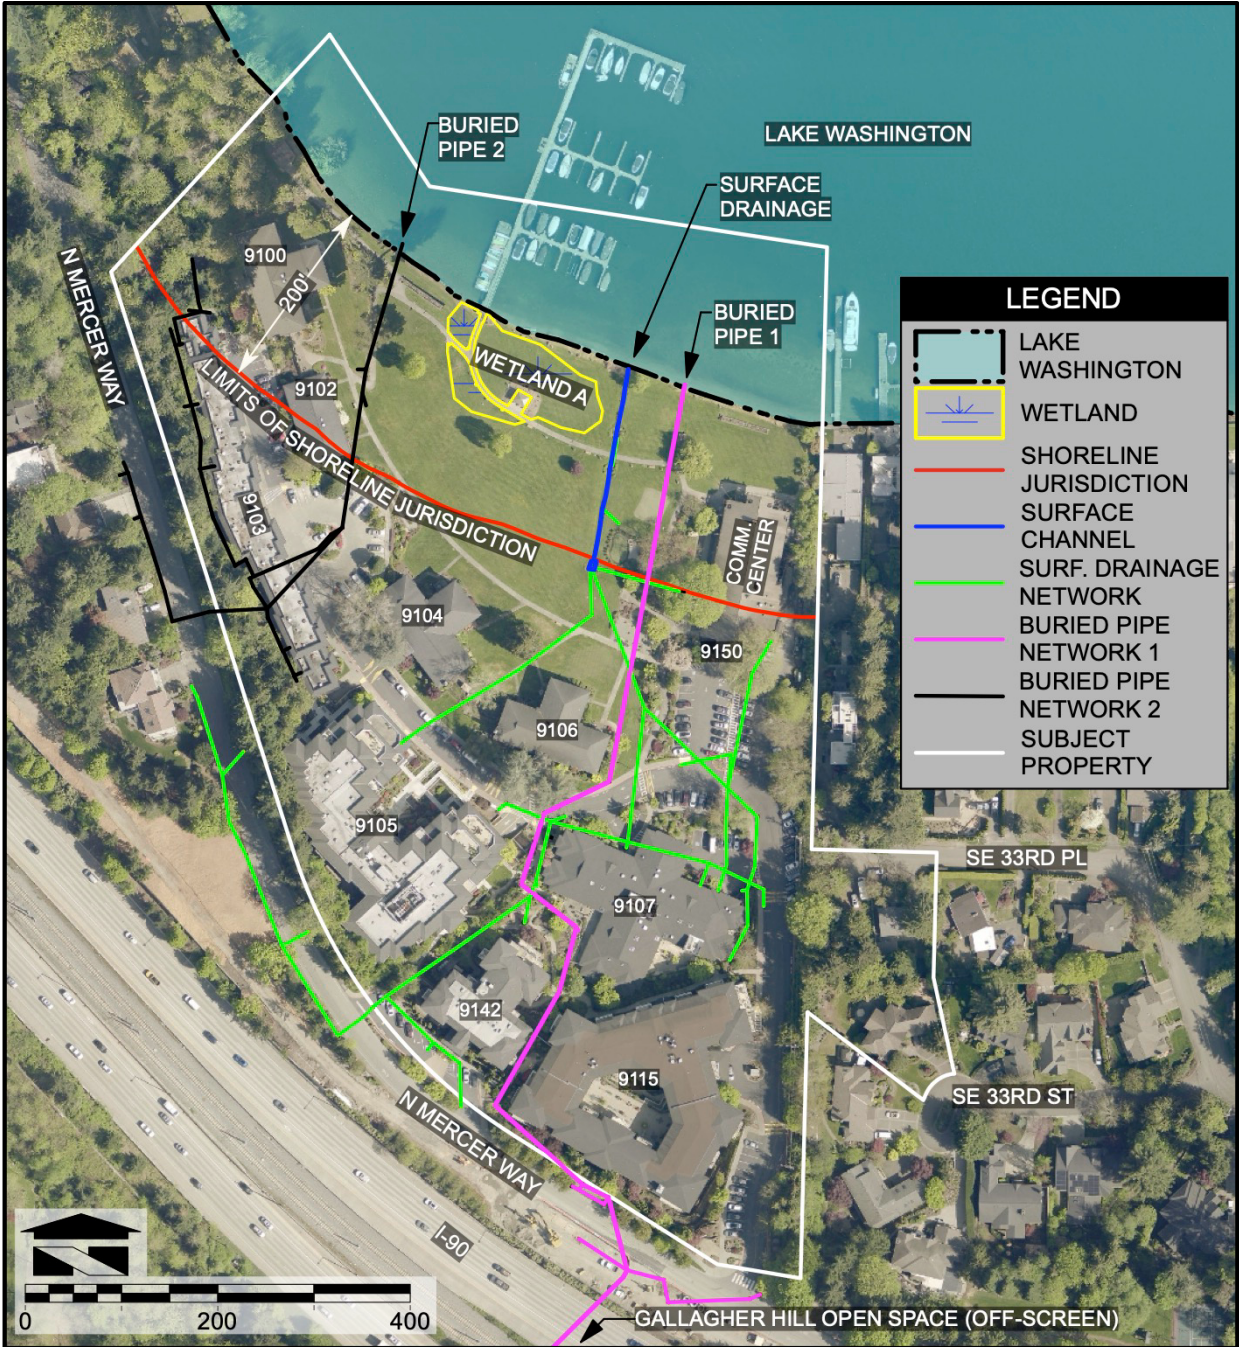 BURIED
PIPE 2
LAKE WASHINGTON
SURFACE
DRAINAGE
9100
N MERCER WAY
200'
BURIED
PIPE 1
WETLAND A
9102
LIMITS OF SHORELINE JURISDICTION
9103
COMM.
CENTER
9104
9150
9106
9105
9107
9142
9115
SE 33RD PL
SE 33RD ST
N MERCER WAY
I-90
GALLAGHER HILL OPEN SPACE (OFF-SCREEN)
0 200 400
LEGEND
LAKE
WASHINGTON
WETLAND
SHORELINE
JURISDICTION
SURFACE
CHANNEL
SURF. DRAINAGE
NETWORK
BURIED PIPE
NETWORK 1
BURIED PIPE
NETWORK 2
SUBJECT
PROPERTY